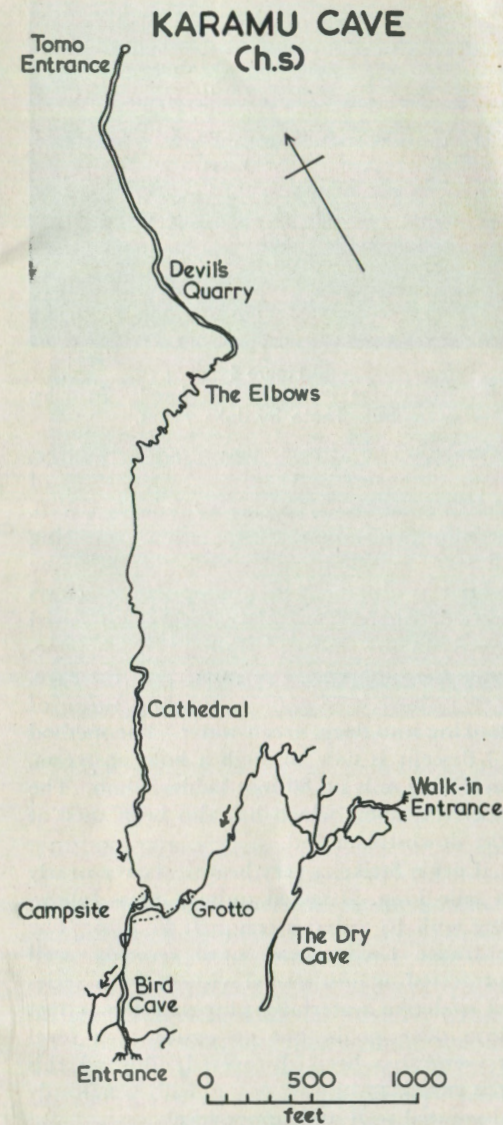 KARAMU CAVE
(h.s)
Tomo
Entrance
Devil's
Quarry
The Elbows
Cathedral
Walk-in
Entrance
Campsite
Grotto
The Dry
Cave
Bird
Cave
Entrance
0 500 1000
feet